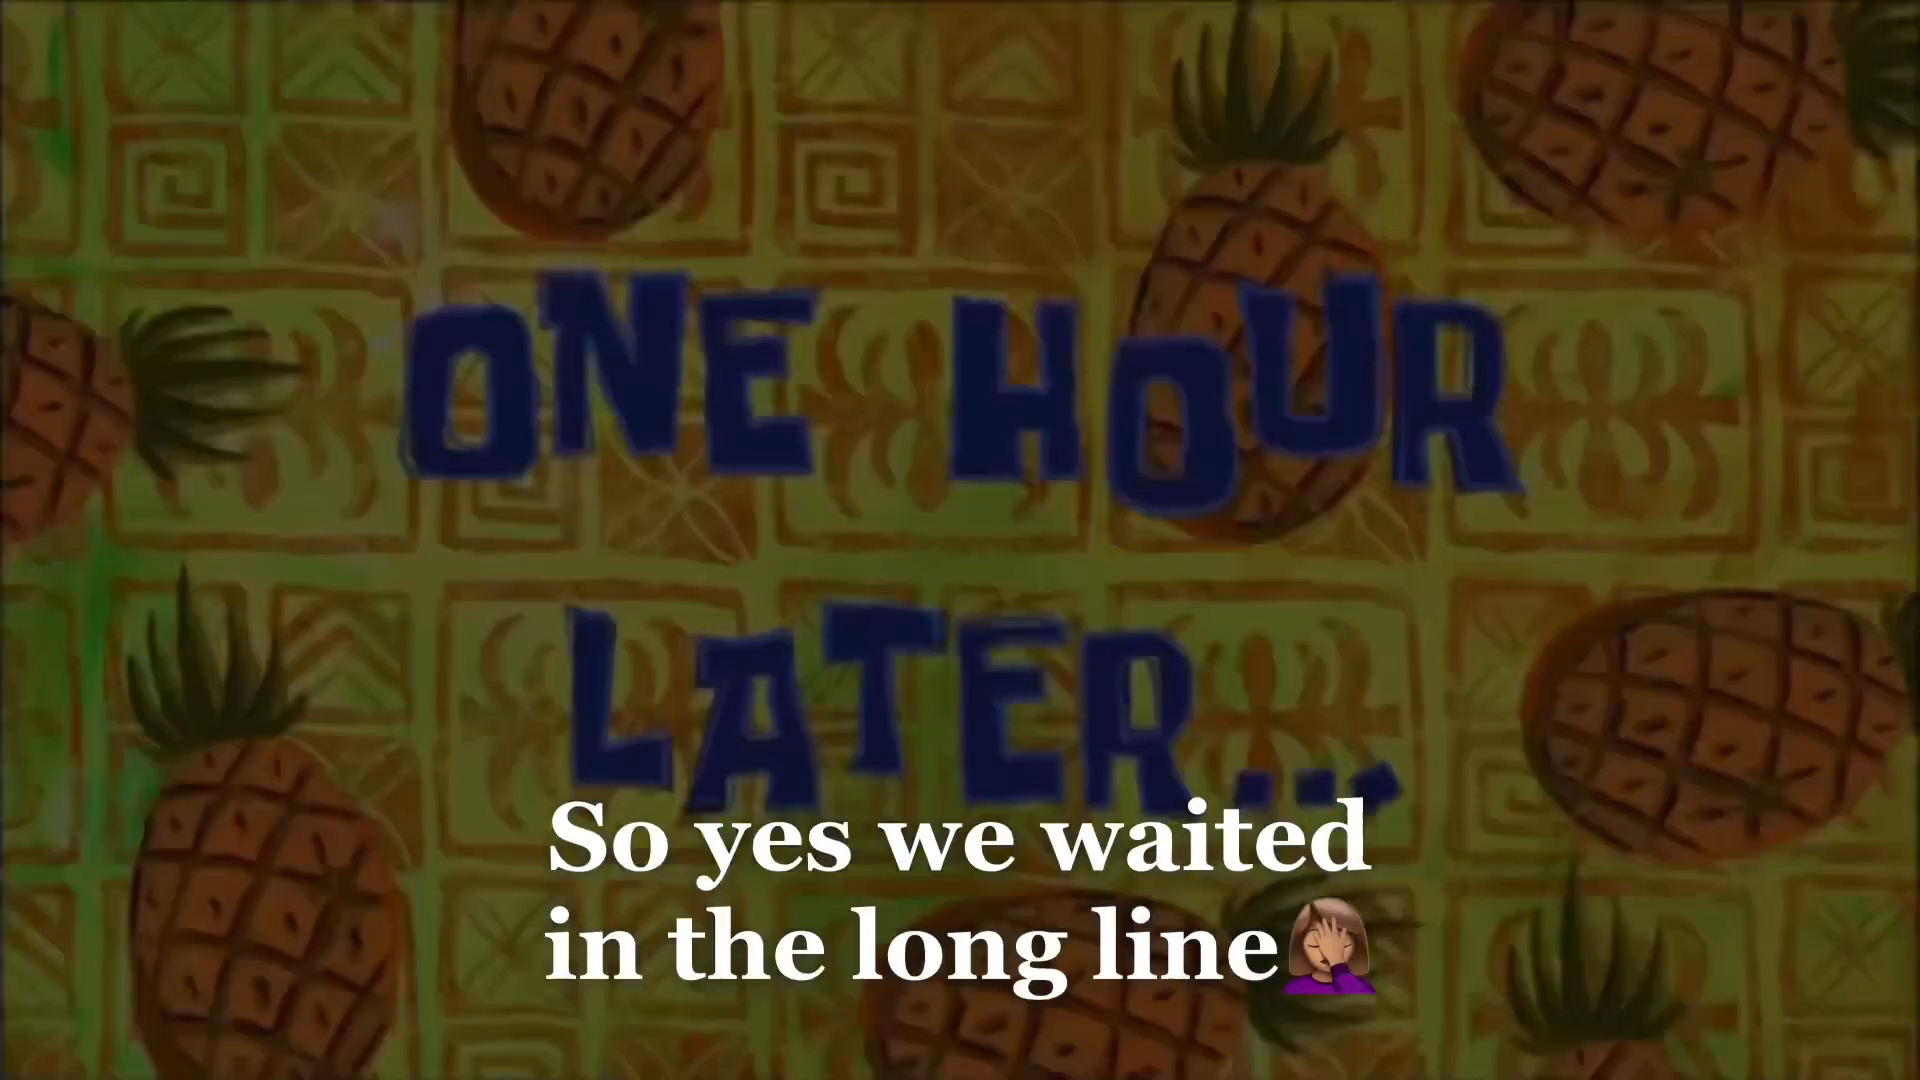 ONE HOUR
LATER...
So yes we waited
in the long line🤦🏽‍♀️